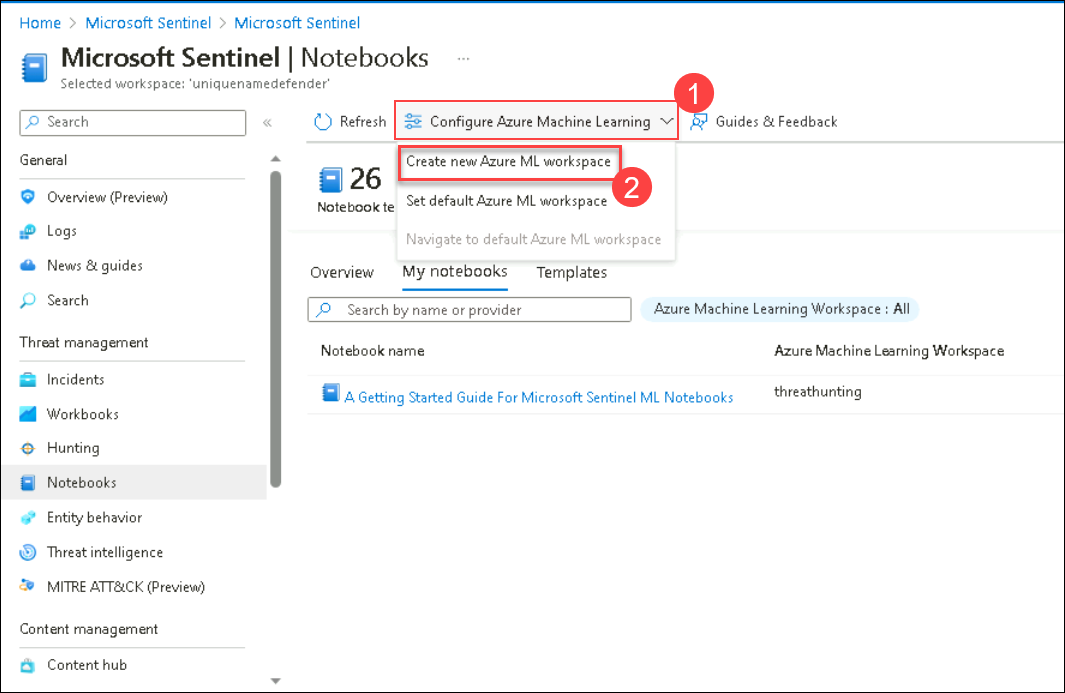 Home > Microsoft Sentinel > Microsoft Sentinel
Microsoft Sentinel | Notebooks ...
Selected workspace: 'uniquenamedefender'
Search «
Refresh Configure Azure Machine Learning Guides & Feedback
1
General
Create new Azure ML workspace
2
Set default Azure ML workspace
Navigate to default Azure ML workspace
26
Notebook te
Overview (Preview)
Logs
News & guides
Search
Threat management
Incidents
Workbooks
Hunting
Notebooks
Entity behavior
Threat intelligence
MITRE ATT&CK (Preview)
Content management
Content hub
Overview My notebooks Templates
Search by name or provider Azure Machine Learning Workspace : All
Notebook name Azure Machine Learning Workspace
A Getting Started Guide For Microsoft Sentinel ML Notebooks threathunting